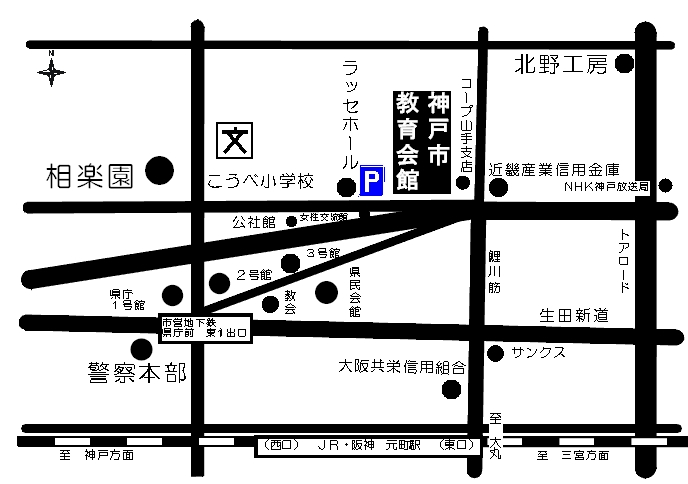 N
北野工房
ラッセホール
コープ山手支店
神戸市
教育会館
文
相楽園
こうべ小学校
P
近畿産業信用金庫
NHK神戸放送局
公社館
女性交流館
トアロード
鯉川筋
3号館
2号館
県民会館
教会
県庁
1号館
市営地下鉄
県庁前 東1出口
生田新道
警察本部
サンクス
大阪共栄信用組合
至 大丸
(西口) JR・阪神 元町駅 (東口)
至 神戸方面
至 三宮方面